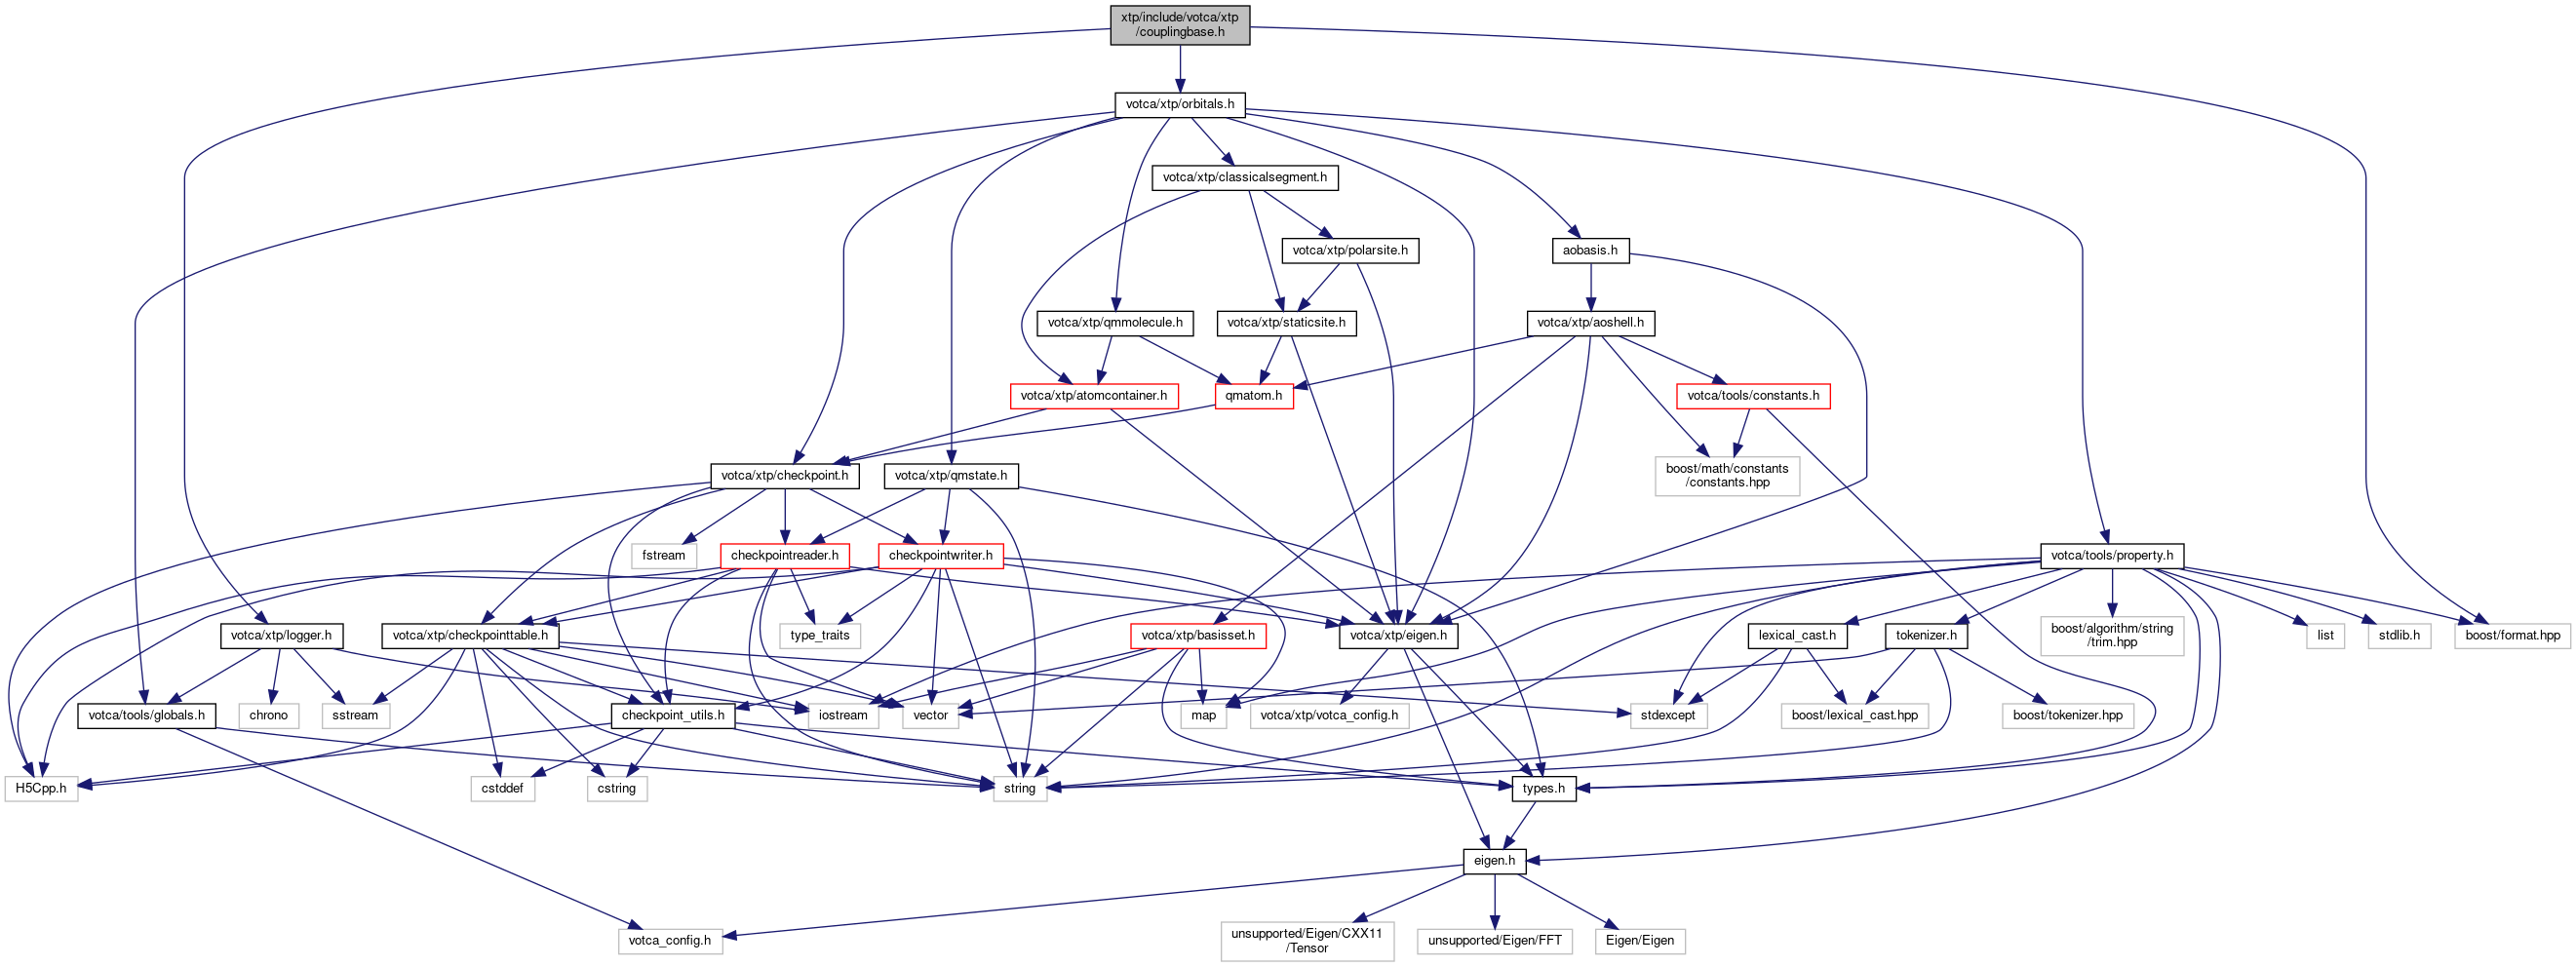 xtp/include/votca/xtp
/couplingbase.h
votca/xtp/orbitals.h
votca/xtp/classicalsegment.h
votca/xtp/polarsite.h
aobasis.h
votca/xtp/qmmolecule.h
votca/xtp/staticsite.h
votca/xtp/aoshell.h
votca/xtp/atomcontainer.h
qmatom.h
votca/tools/constants.h
votca/xtp/checkpoint.h
votca/xtp/qmstate.h
boost/math/constants
/constants.hpp
fstream
checkpointreader.h
checkpointwriter.h
votca/tools/property.h
votca/xtp/logger.h
votca/xtp/checkpointtable.h
type_traits
votca/xtp/basisset.h
votca/xtp/eigen.h
lexical_cast.h
tokenizer.h
boost/algorithm/string
/trim.hpp
list
stdlib.h
boost/format.hpp
votca/tools/globals.h
chrono
sstream
checkpoint_utils.h
iostream
vector
map
votca/xtp/votca_config.h
stdexcept
boost/lexical_cast.hpp
boost/tokenizer.hpp
H5Cpp.h
cstddef
cstring
string
types.h
eigen.h
votca_config.h
unsupported/Eigen/CXX11
/Tensor
unsupported/Eigen/FFT
Eigen/Eigen